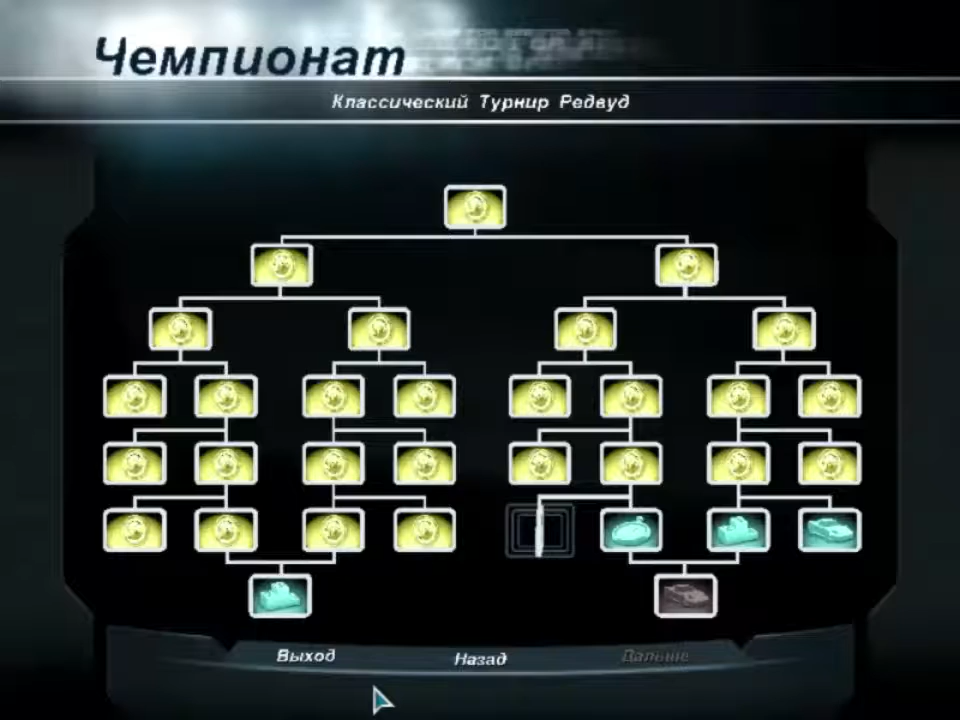 Чемпионат
Классический Турнир Редвуд
Выход
Назад
Дальше